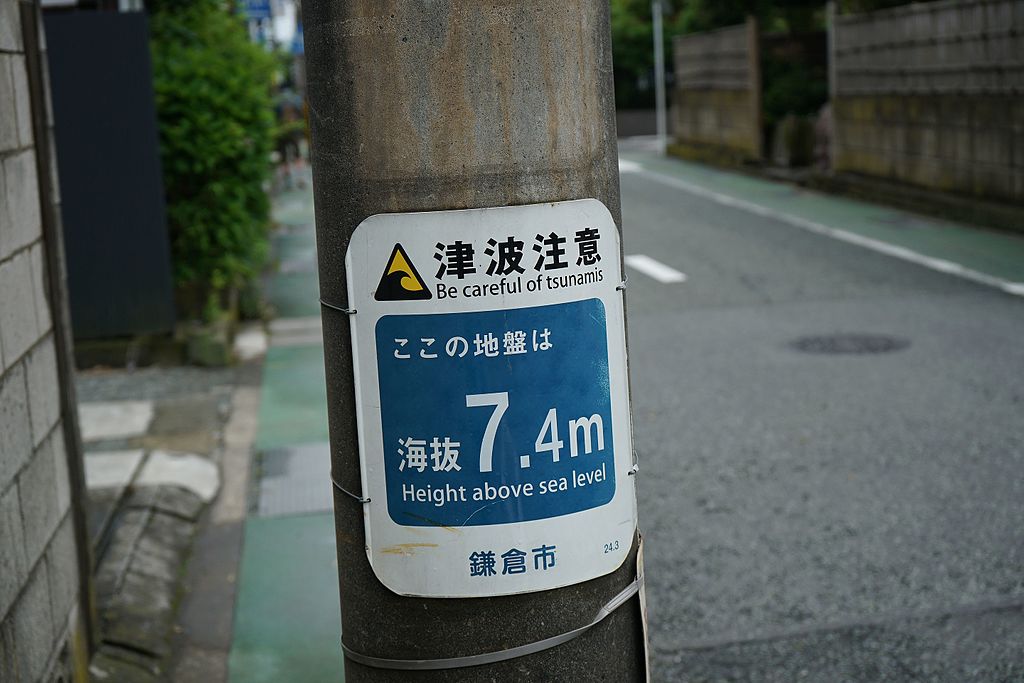 津波注意
Be careful of tsunamis
ここの地盤は
海抜 7.4m
Height above sea level
鎌倉市
24.3